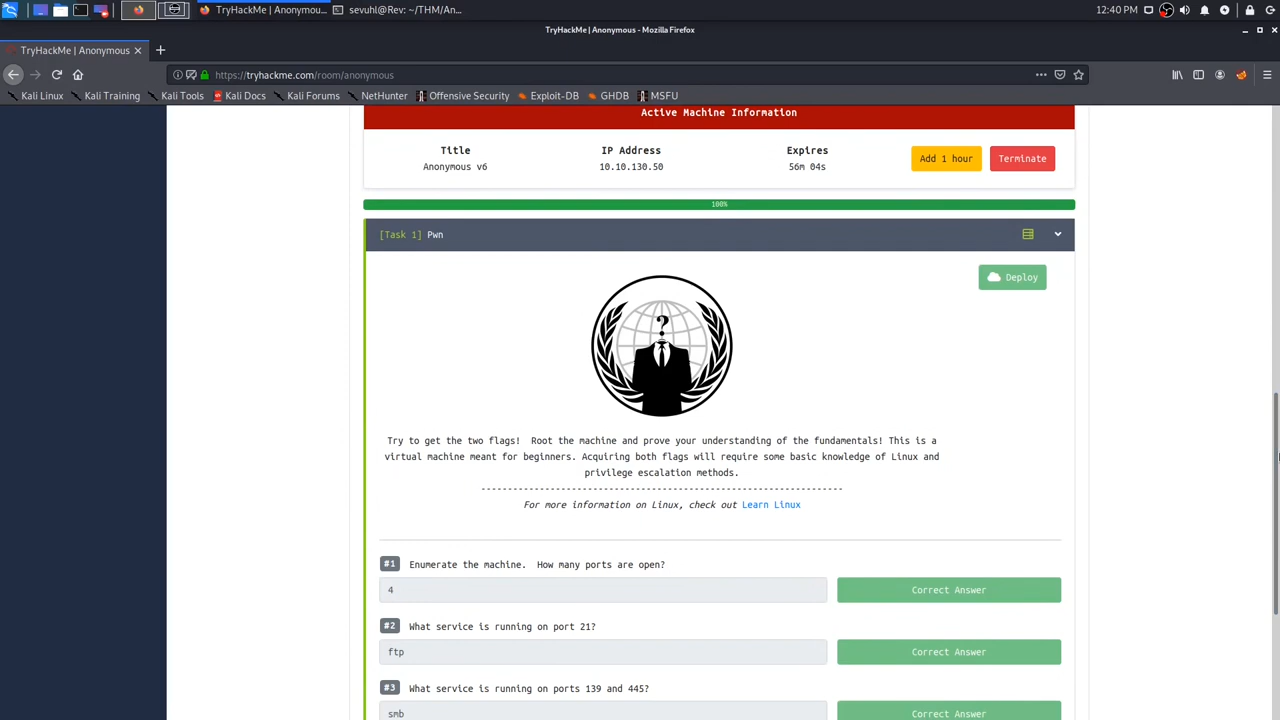 TryHackMe | Anonymou...
sevuhl@Rev: ~/THM/An...
TryHackMe | Anonymou...
12:40 PM
TryHackMe | Anonymous - Mozilla Firefox
TryHackMe | Anonymous
https://tryhackme.com/room/anonymous
Kali Linux
Kali Training
Kali Tools
Kali Docs
Kali Forums
NetHunter
Offensive Security
Exploit-DB
GHDB
MSFU
Active Machine Information
Title
IP Address
Expires
Anonymous v6
10.10.130.50
56m 04s
Add 1 hour
Terminate
100%
[Task 1] Pwn
Deploy
?
Try to get the two flags!  Root the machine and prove your understanding of the fundamentals! This is a
virtual machine meant for beginners. Acquiring both flags will require some basic knowledge of Linux and
privilege escalation methods.
---------------------------------------------------------------------
For more information on Linux, check out Learn Linux
#1 Enumerate the machine.  How many ports are open?
4
Correct Answer
#2 What service is running on port 21?
ftp
Correct Answer
#3 What service is running on ports 139 and 445?
smb
Correct Answer